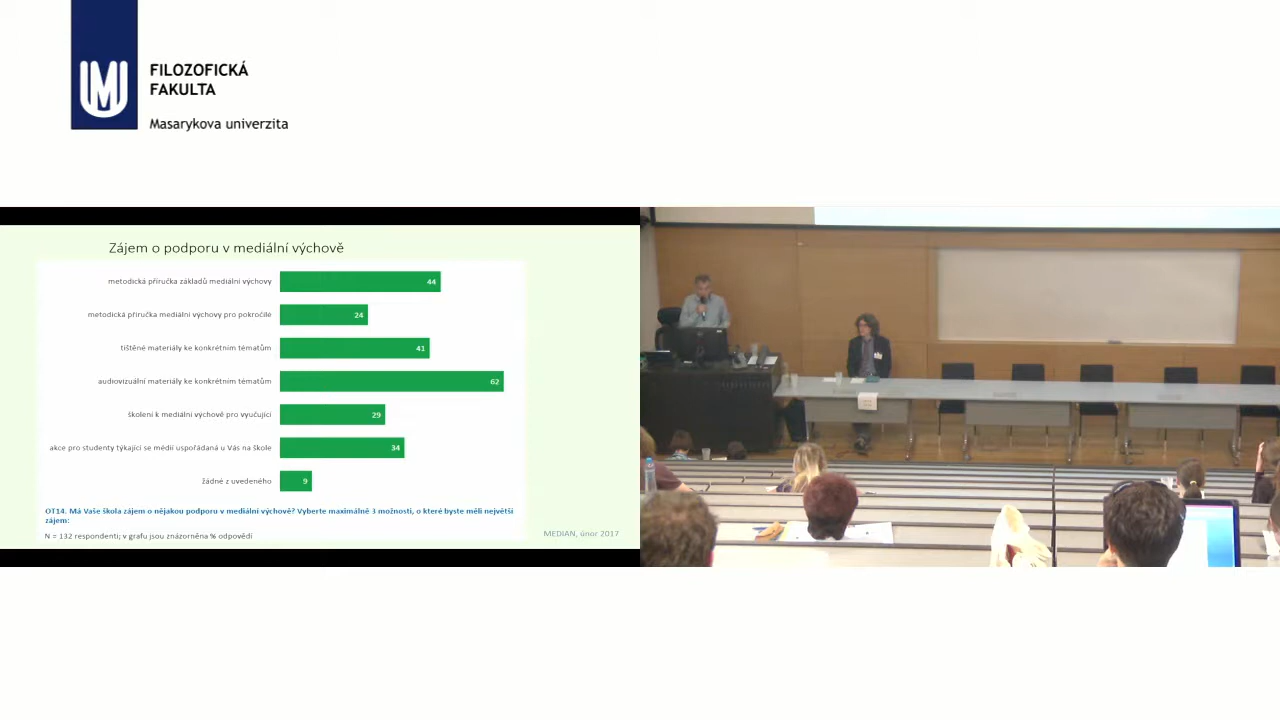 FILOZOFICKÁ
FAKULTA
Masarykova univerzita
Zájem o podporu v mediální výchově
metodická příručka základů mediální výchovy 44
metodická příručka mediální výchovy pro pokročilé 24
tištěné materiály ke konkrétním tématům 41
audiovizuální materiály ke konkrétním tématům 62
školení k mediální výchově pro vyučující 29
akce pro studenty týkající se médií uspořádaná u Vás na škole 34
žádné z uvedeného 9
OT14. Má Vaše škola zájem o nějakou podporu v mediální výchově? Vyberte maximálně 3 možnosti, o které byste měli největší
zájem:
N = 132 respondentí; v grafu jsou znázorněna % odpovědí
MEDIAN, únor 2017